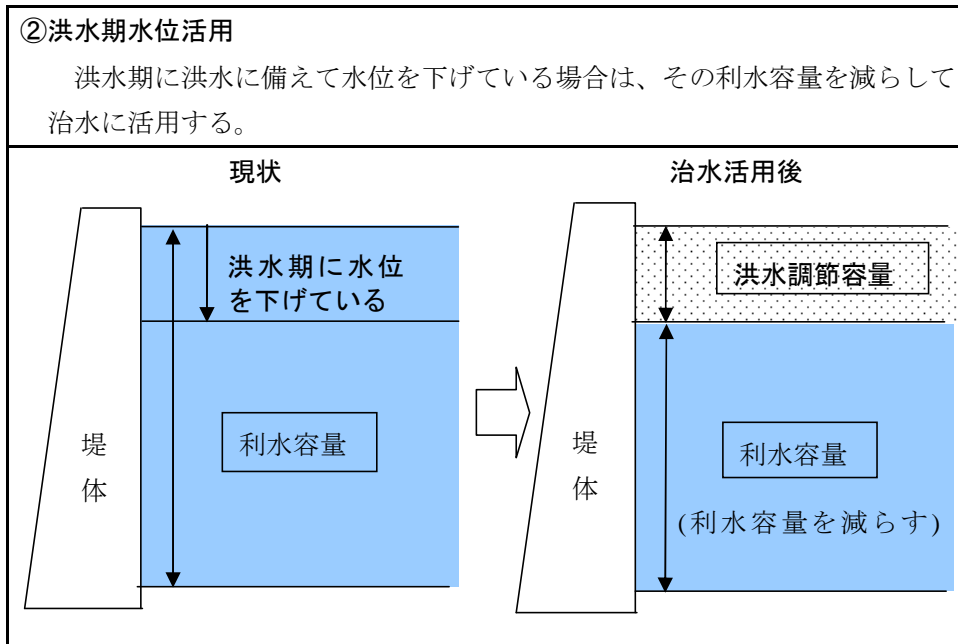 ②洪水期水位活用
洪水期に洪水に備えて水位を下げている場合は、その利水容量を減らして
治水に活用する。
現状
洪水期に水位
を下げている
利水容量
堤
体
治水活用後
洪水調節容量
利水容量
(利水容量を減らす)
堤
体